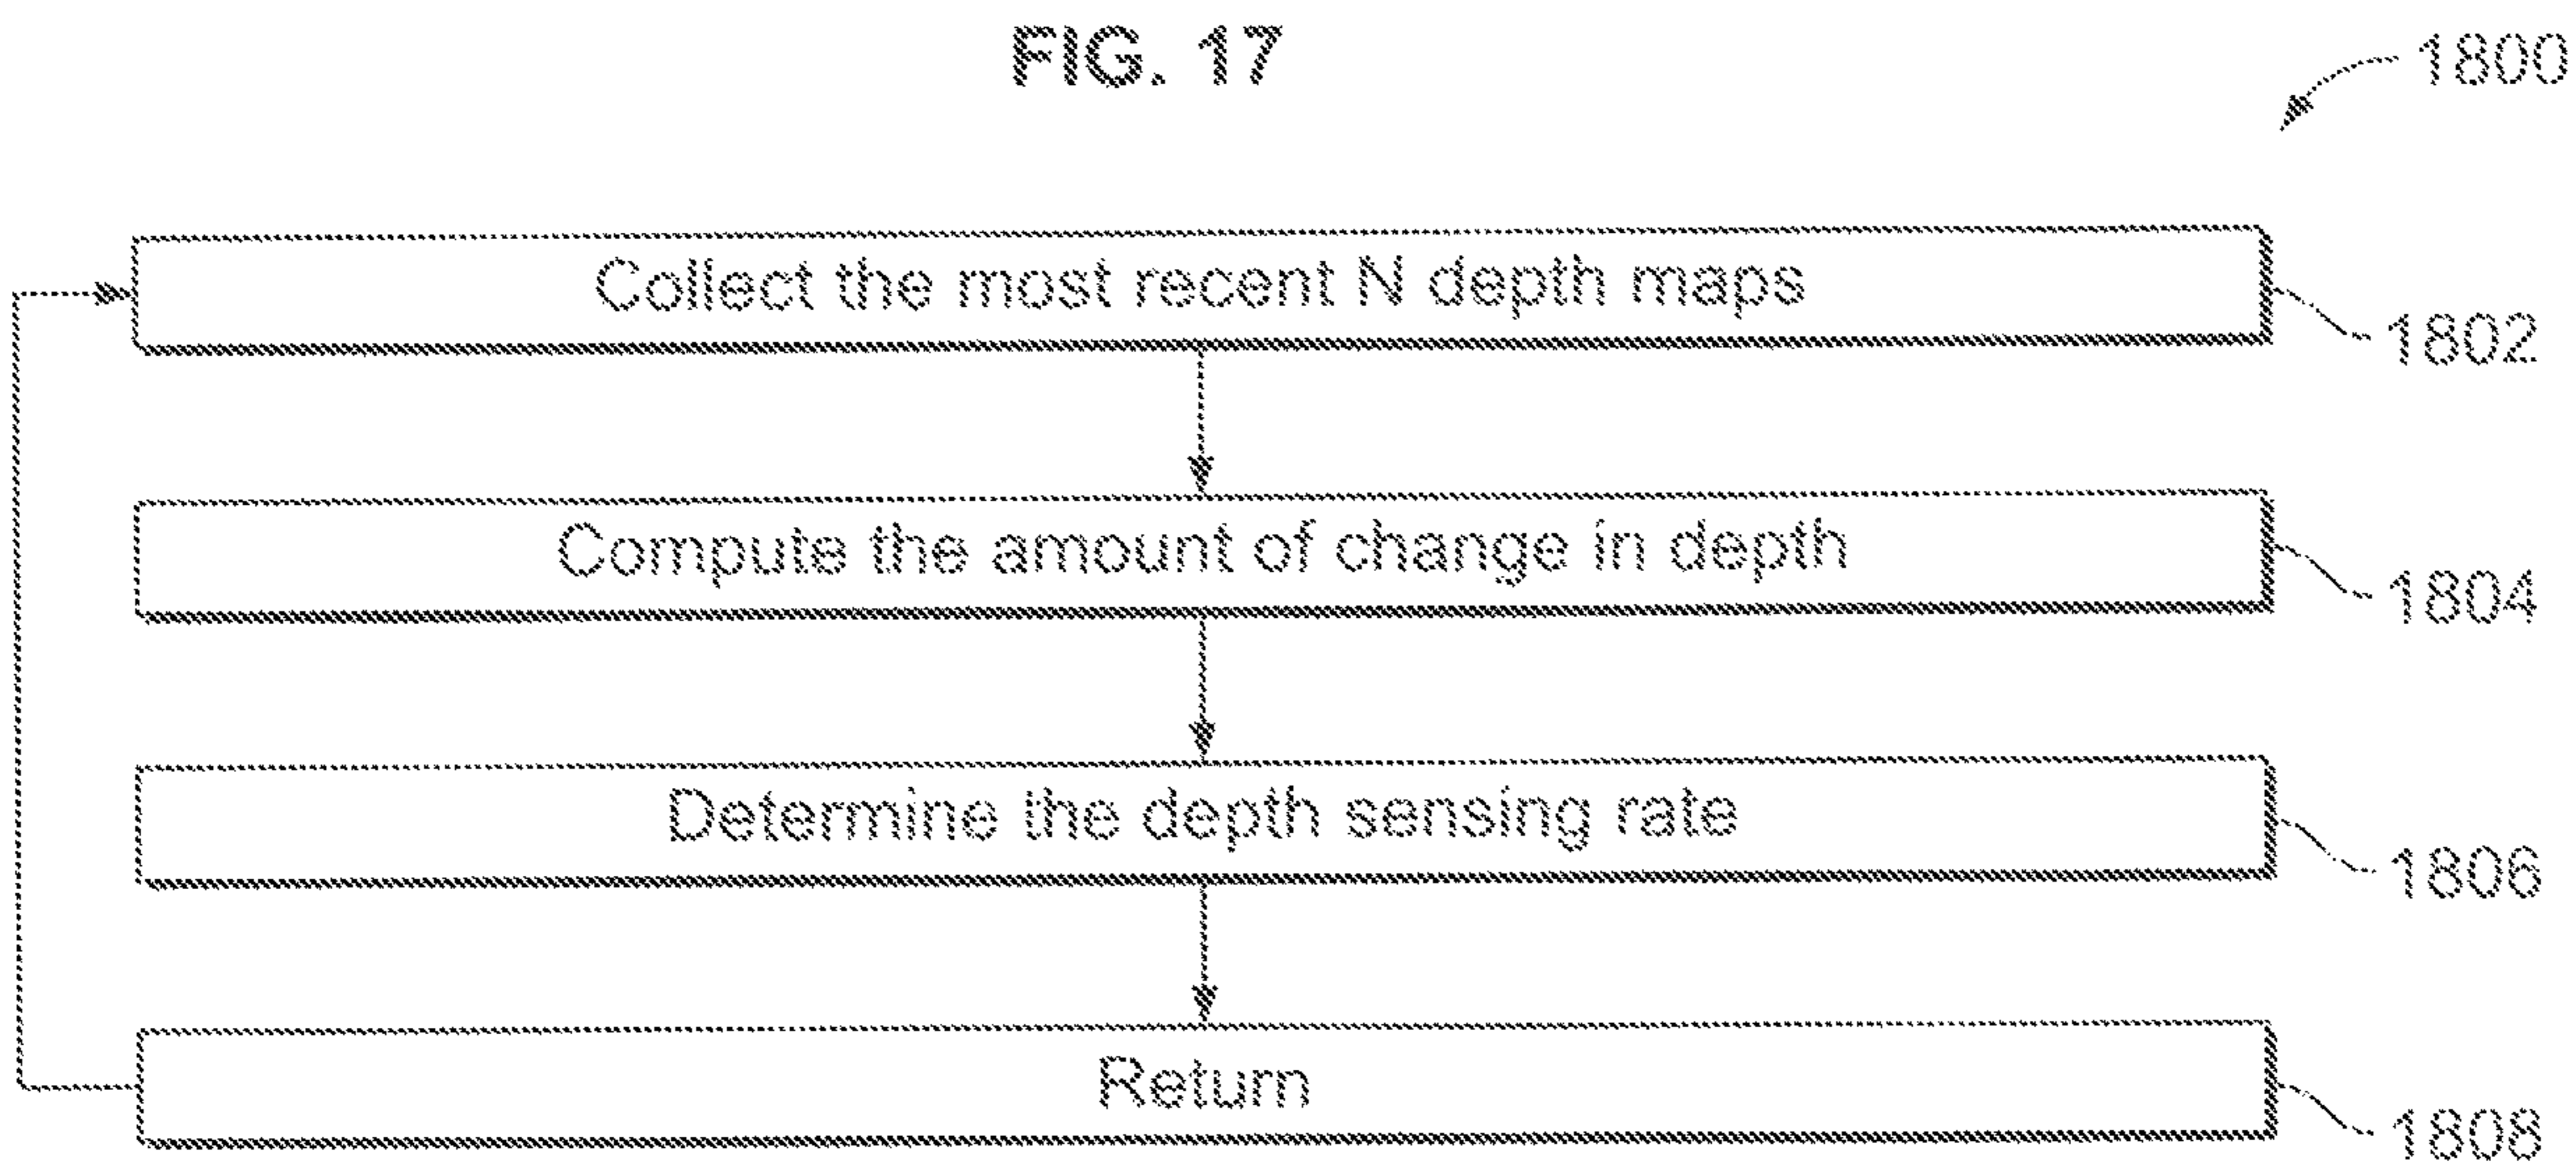 FIG. 17
1800
Collect the most recent N depth maps
1802
Compute the amount of change in depth
1804
Determine the depth sensing rate
1806
Return
1808